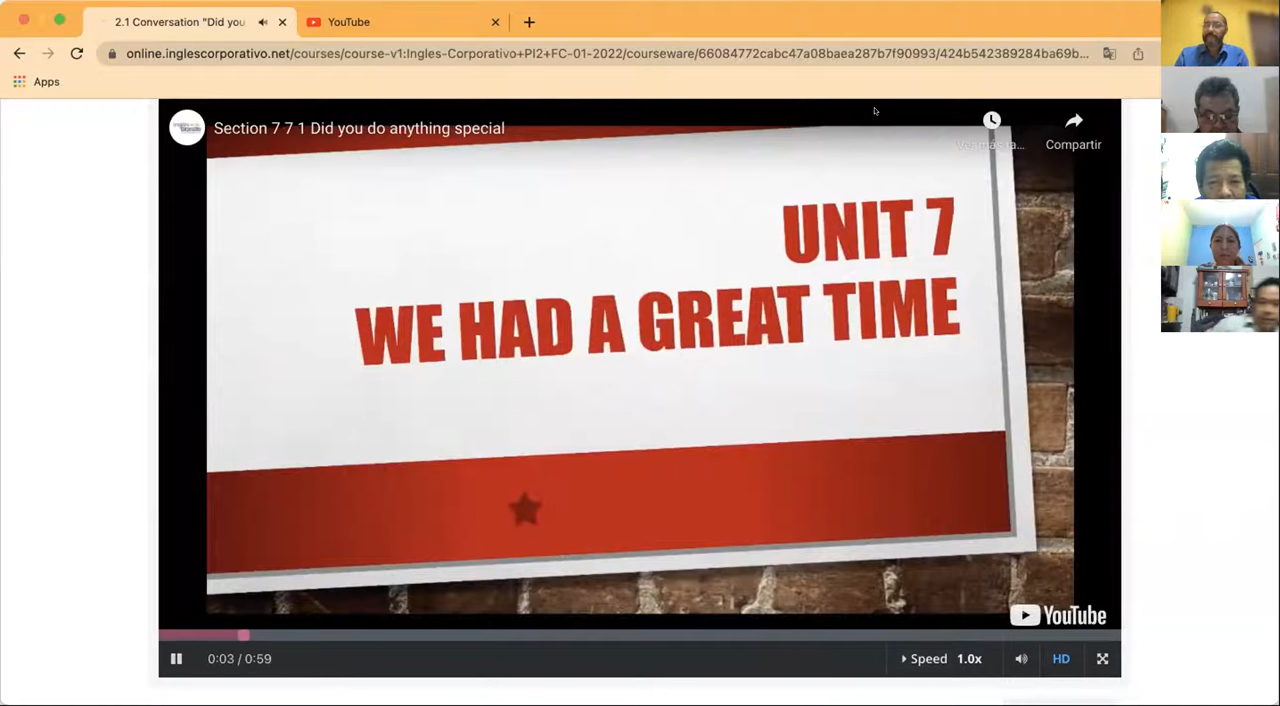 2.1 Conversation "Did you
YouTube
online.inglescorporativo.net/courses/course-v1:Ingles-Corporativo+PI2+FC-01-2022/courseware/66084772cabc47a08baea287b7f90993/424b542389284ba69b...
Apps
Section 7 7 1 Did you do anything special
Compartir
UNIT 7
WE HAD A GREAT TIME
YouTube
0:03 / 0:59
Speed 1.0x
HD